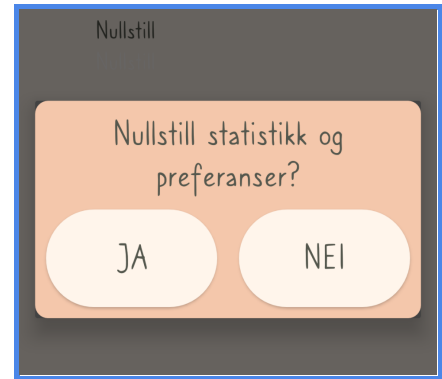 Nullstill
Nullstill statistikk og
preferanser?
JA
NEI